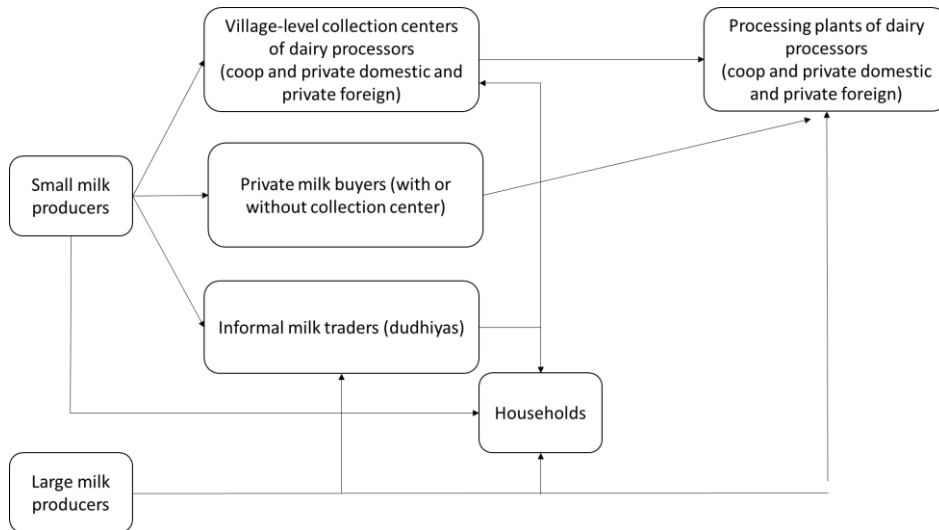 Village-level collection centers
of dairy processors
(coop and private domestic and
private foreign)
Processing plants of dairy
processors
(coop and private domestic
and private foreign)
Small milk
producers
Private milk buyers (with or
without collection center)
Informal milk traders (dudhiyas)
Households
Large milk
producers